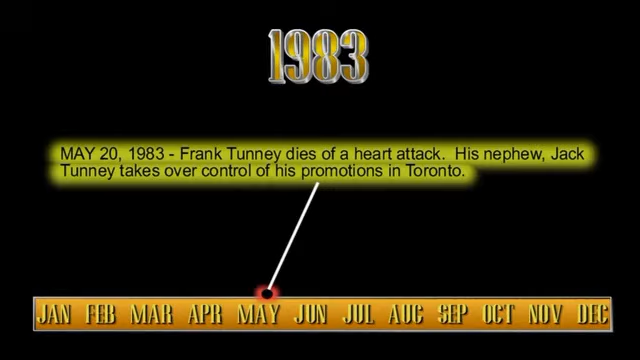 1983
MAY 20, 1983 - Frank Tunney dies of a heart attack.  His nephew, Jack
Tunney takes over control of his promotions in Toronto.
JAN FEB MAR APR MAY JUN JUL AUG SEP OCT NOV DEC